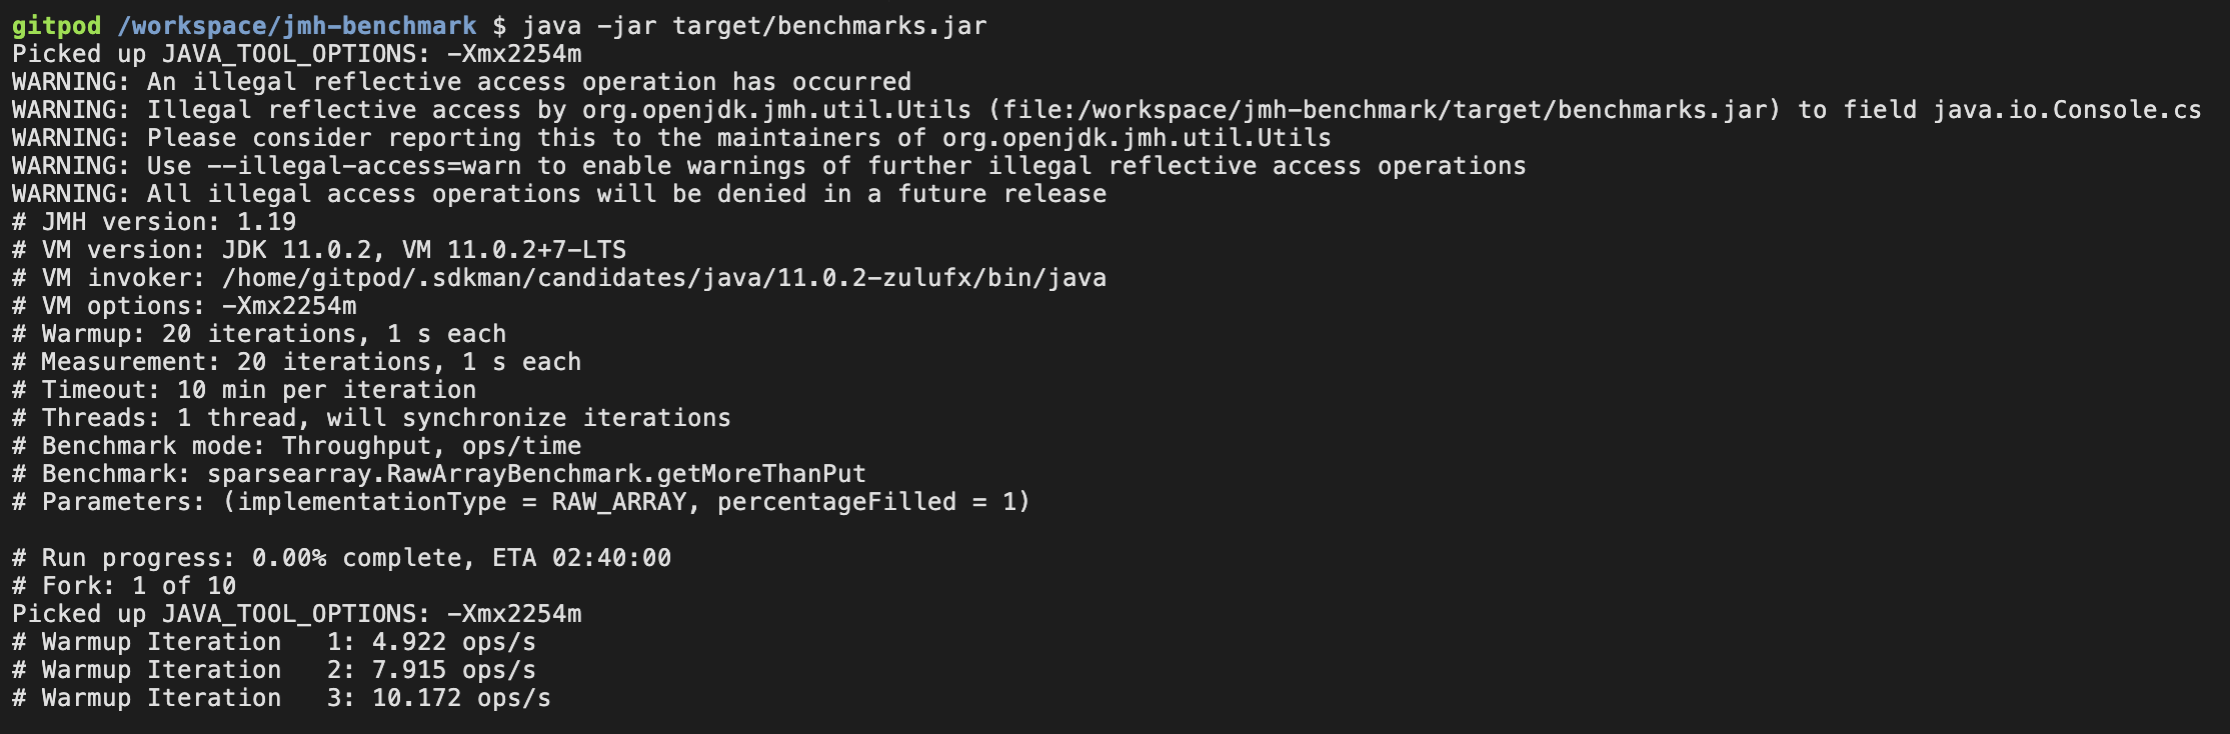 gitpod /workspace/jmh-benchmark $ java -jar target/benchmarks.jar
Picked up JAVA_TOOL_OPTIONS: -Xmx2254m
WARNING: An illegal reflective access operation has occurred
WARNING: Illegal reflective access by org.openjdk.jmh.util.Utils (file:/workspace/jmh-benchmark/target/benchmarks.jar) to field java.io.Console.cs
WARNING: Please consider reporting this to the maintainers of org.openjdk.jmh.util.Utils
WARNING: Use --illegal-access=warn to enable warnings of further illegal reflective access operations
WARNING: All illegal access operations will be denied in a future release
# JMH version: 1.19
# VM version: JDK 11.0.2, VM 11.0.2+7-LTS
# VM invoker: /home/gitpod/.sdkman/candidates/java/11.0.2-zulufx/bin/java
# VM options: -Xmx2254m
# Warmup: 20 iterations, 1 s each
# Measurement: 20 iterations, 1 s each
# Timeout: 10 min per iteration
# Threads: 1 thread, will synchronize iterations
# Benchmark mode: Throughput, ops/time
# Benchmark: sparsearray.RawArrayBenchmark.getMoreThanPut
# Parameters: (implementationType = RAW_ARRAY, percentageFilled = 1)

# Run progress: 0.00% complete, ETA 02:40:00
# Fork: 1 of 10
Picked up JAVA_TOOL_OPTIONS: -Xmx2254m
# Warmup Iteration   1: 4.922 ops/s
# Warmup Iteration   2: 7.915 ops/s
# Warmup Iteration   3: 10.172 ops/s